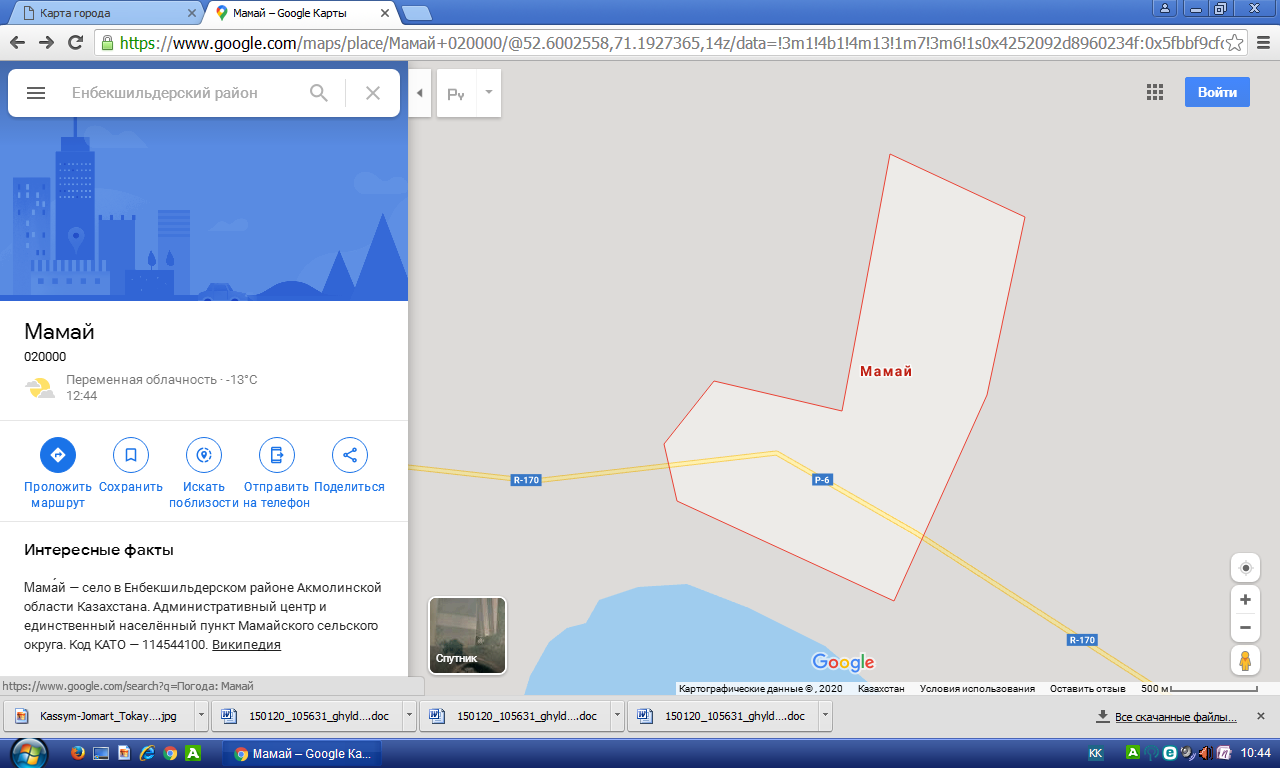 Карта города
Мамай – Google Карты
https://www.google.com/maps/place/Мамай+020000/@52.6002558,71.1927365,14z/data=!3m1!4b1!4m13!1m7!3m6!1s0x4252092d8960234f:0x5fbbf9cf
Енбекшильдерский район
Ру
Войти
Мамай
020000
Переменная облачность · -13°C
12:44
Проложить маршрут
Сохранить
Искать поблизости
Отправить на телефон
Поделиться
Интересные факты
Мама́й — село в Енбекшильдерском районе Акмолинской
области Казахстана. Административный центр и
единственный населённый пункт Мамайского сельского
округа. Код КАТО — 114544100. Википедия
https://www.google.com/search?q=Погода: Мамай
Мамай
R-170
P-6
R-170
Спутник
Google
Картографические данные © , 2020 Казахстан Условия использования Оставить отзыв 500 м
Kassym-Jomart_Tokay....jpg
150120_105631_ghyld....doc
150120_105631_ghyld....doc
150120_105631_ghyld....doc
Все скачанные файлы...
Мамай – Google Ка...
KK
10:44